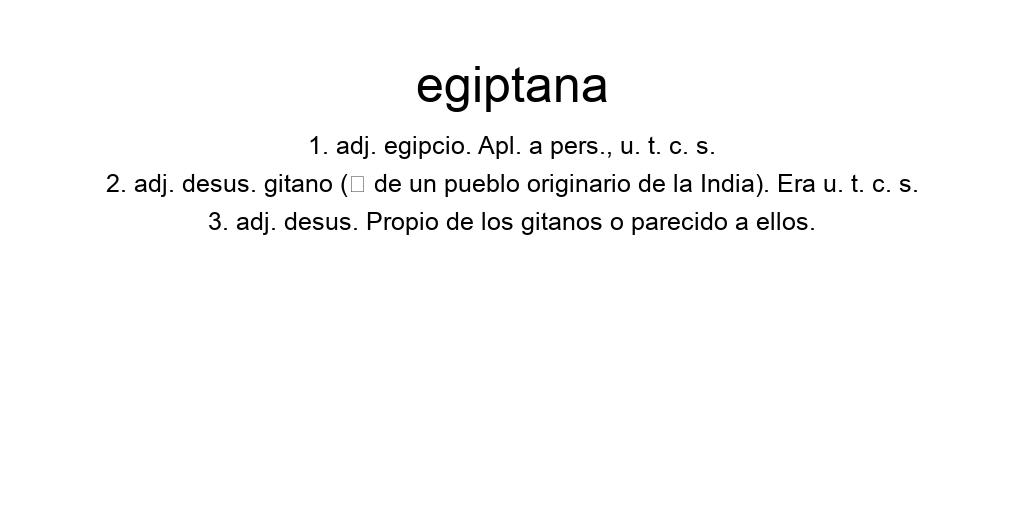 egiptana
1. adj. egipcio. Apl. a pers., u. t. c. s.
2. adj. desus. gitano (□ de un pueblo originario de la India). Era u. t. c. s.
3. adj. desus. Propio de los gitanos o parecido a ellos.